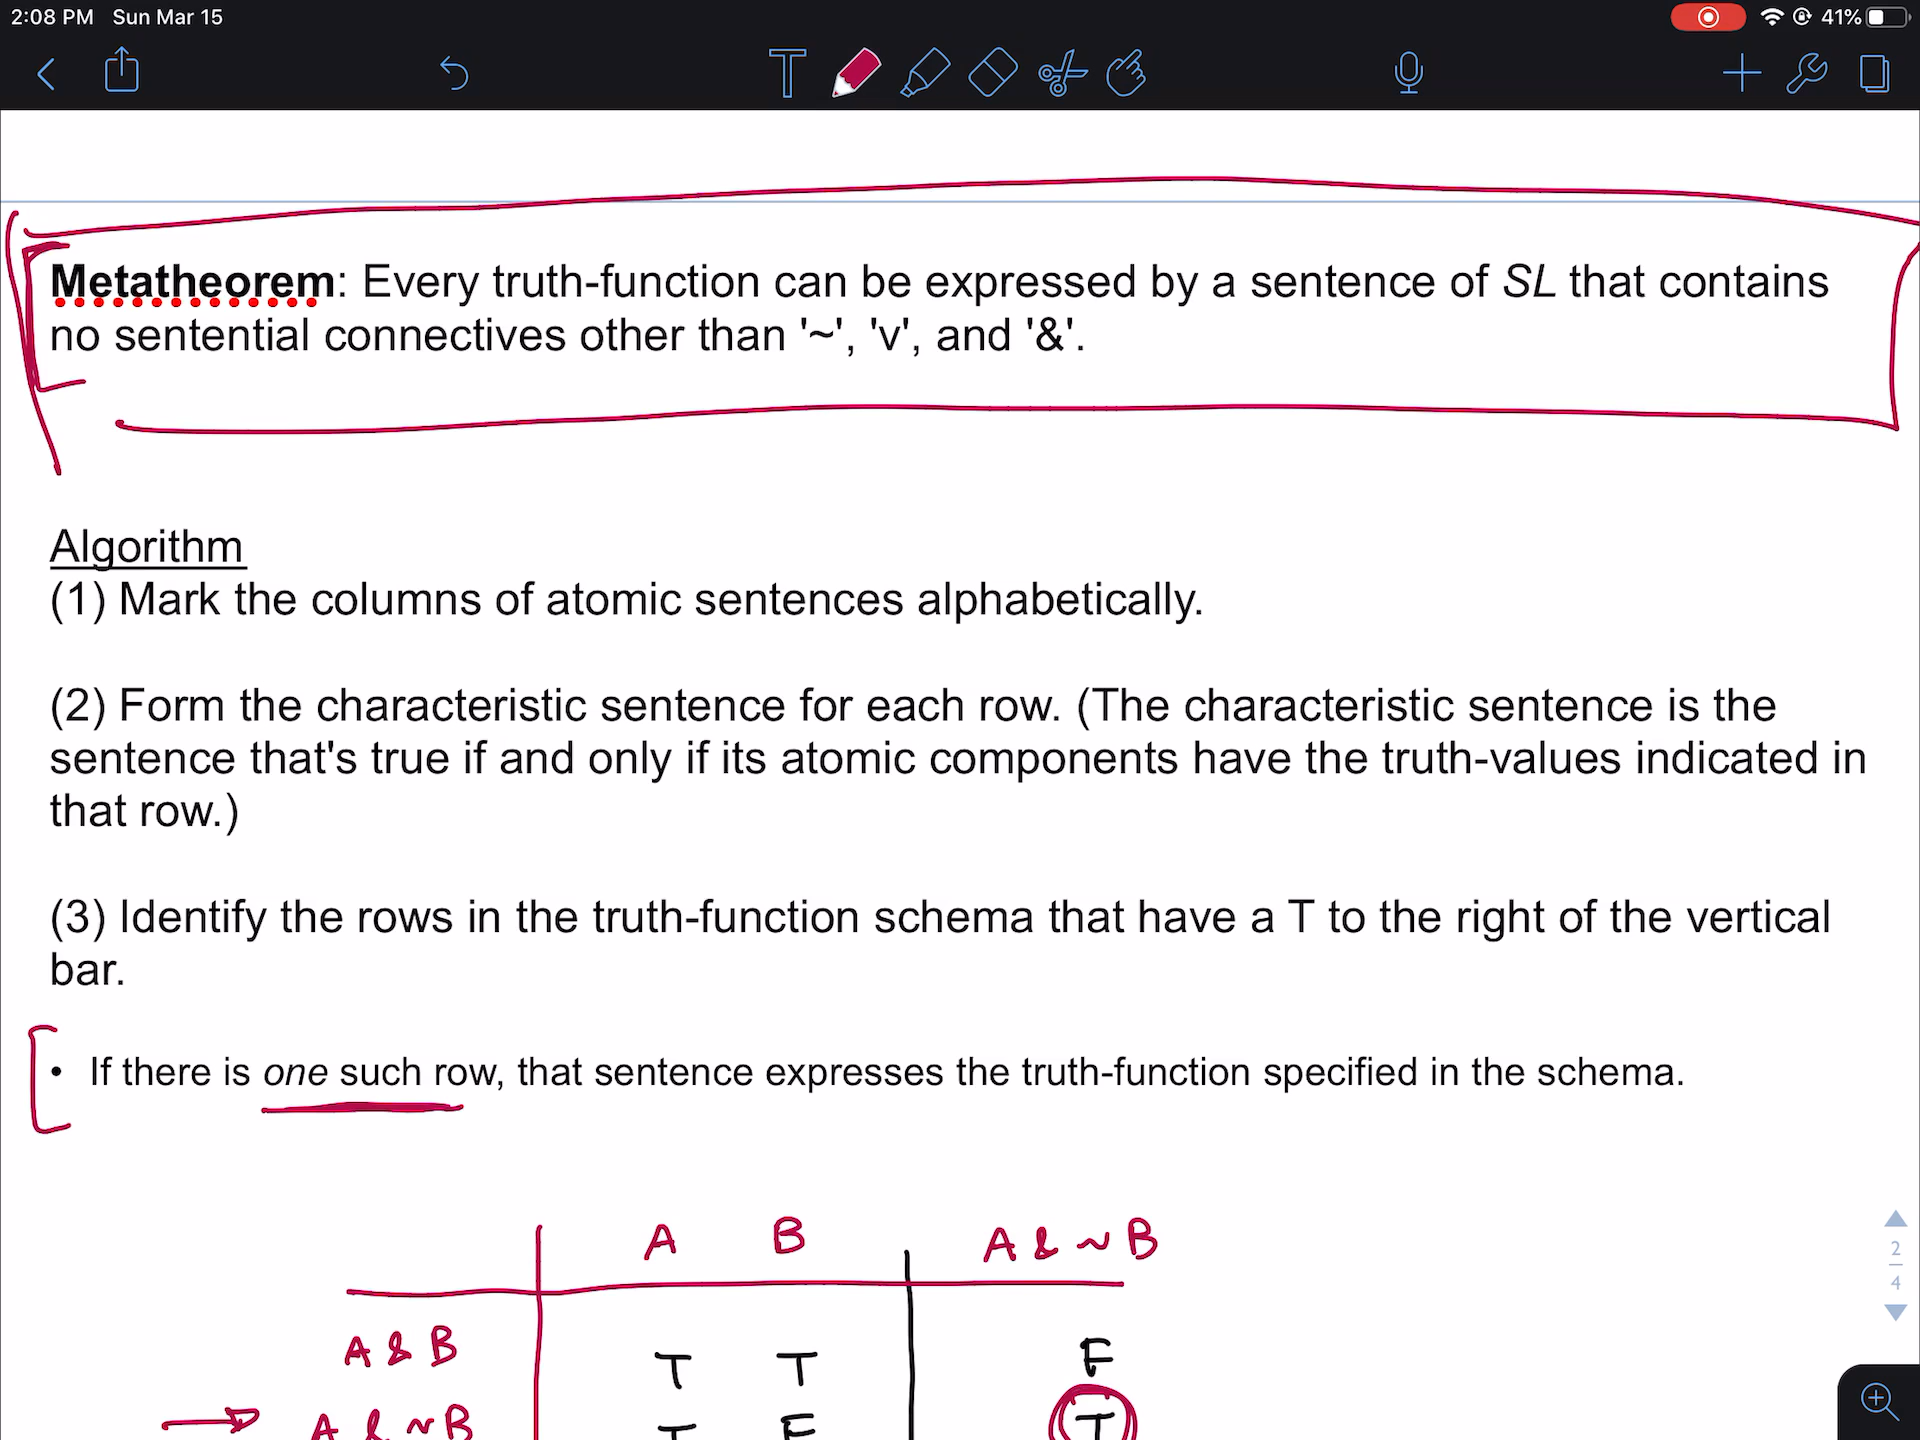 2:08 PM Sun Mar 15
41%
Metatheorem: Every truth-function can be expressed by a sentence of SL that contains
no sentential connectives other than '~', 'v', and '&'.
Algorithm
(1) Mark the columns of atomic sentences alphabetically.
(2) Form the characteristic sentence for each row. (The characteristic sentence is the
sentence that's true if and only if its atomic components have the truth-values indicated in
that row.)
(3) Identify the rows in the truth-function schema that have a T to the right of the vertical
bar.
• If there is one such row, that sentence expresses the truth-function specified in the schema.
A B A & ~ B
A & B T T F
A & ~ B T F T
2
4